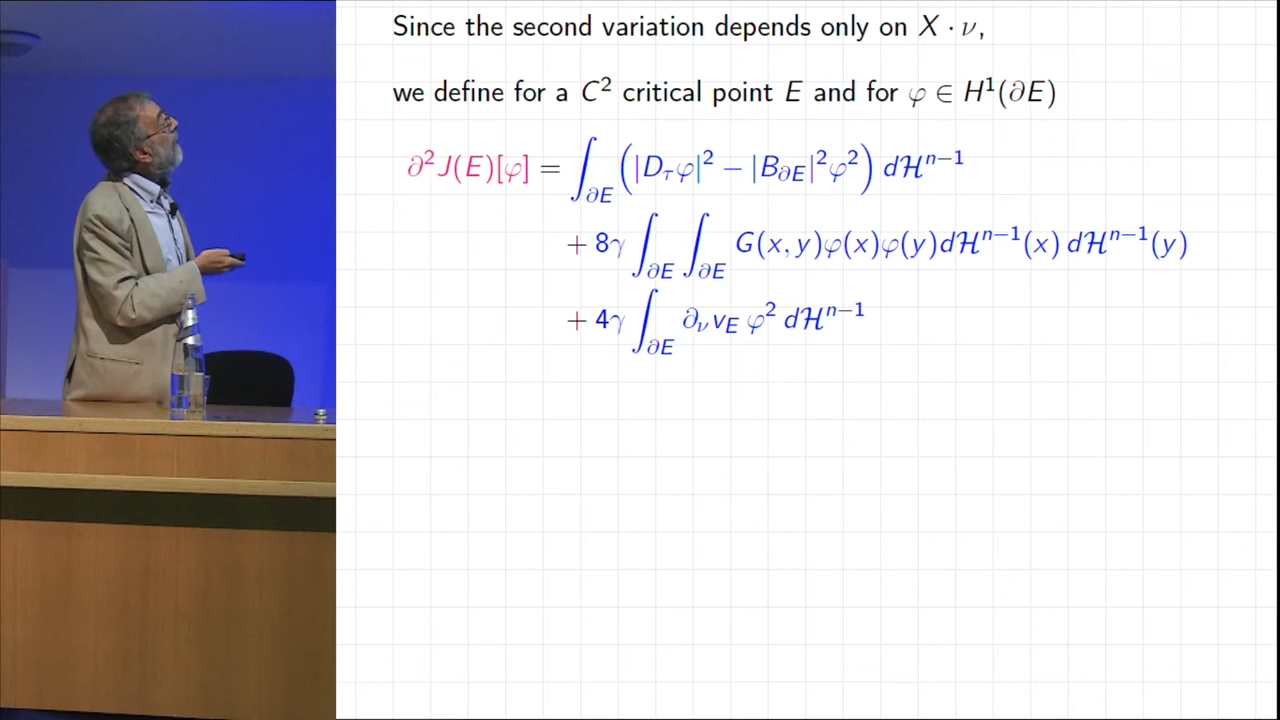 Since the second variation depends only on X · ν,
we define for a C² critical point E and for φ ∈ H¹(∂E)
∂²J(E)[φ] = ∫_{∂E} (|D_τφ|² − |B_{∂E}|²φ²) dℋ^{n−1}
+ 8γ ∫_{∂E} ∫_{∂E} G(x, y)φ(x)φ(y)dℋ^{n−1}(x) dℋ^{n−1}(y)
+ 4γ ∫_{∂E} ∂_ν v_E φ² dℋ^{n−1}